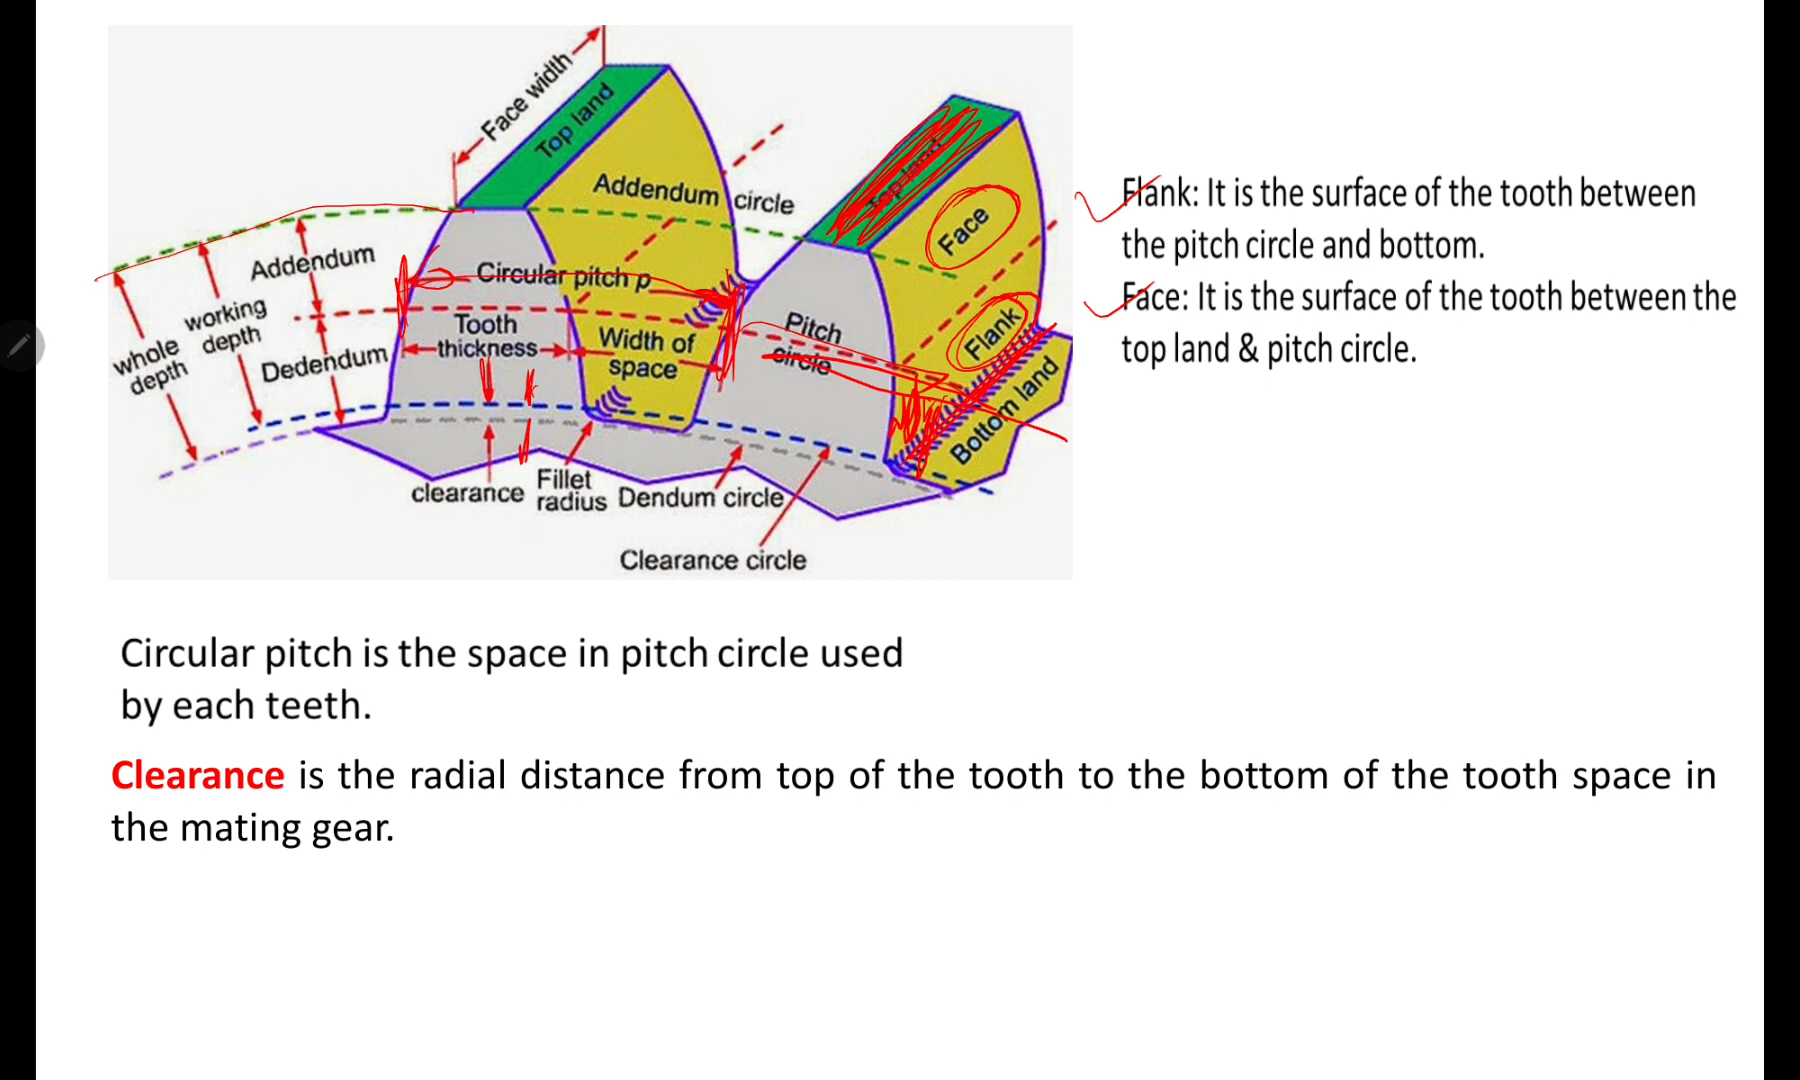 Face width
Top land
Addendum circle
Top land
Face
Flank: It is the surface of the tooth between
the pitch circle and bottom.
Face: It is the surface of the tooth between the
top land & pitch circle.
Addendum
Circular pitch p
working
depth
whole
depth
Dedendum
Tooth
thickness
Width of
space
Pitch
circle
Flank
Bottom land
clearance
Fillet
radius
Dendum circle
Clearance circle
Circular pitch is the space in pitch circle used
by each teeth.
Clearance is the radial distance from top of the tooth to the bottom of the tooth space in
the mating gear.